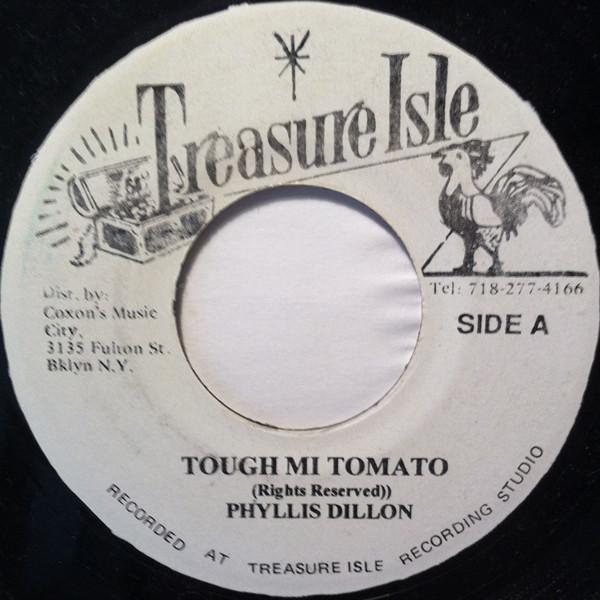 Treasure Isle
Dist. by:
Coxon's Music
City,
3135 Fulton St.
Bklyn N.Y.
Tel: 718-277-4166
SIDE A
TOUGH MI TOMATO
(Rights Reserved))
PHYLLIS DILLON
RECORDED AT TREASURE ISLE RECORDING STUDIO